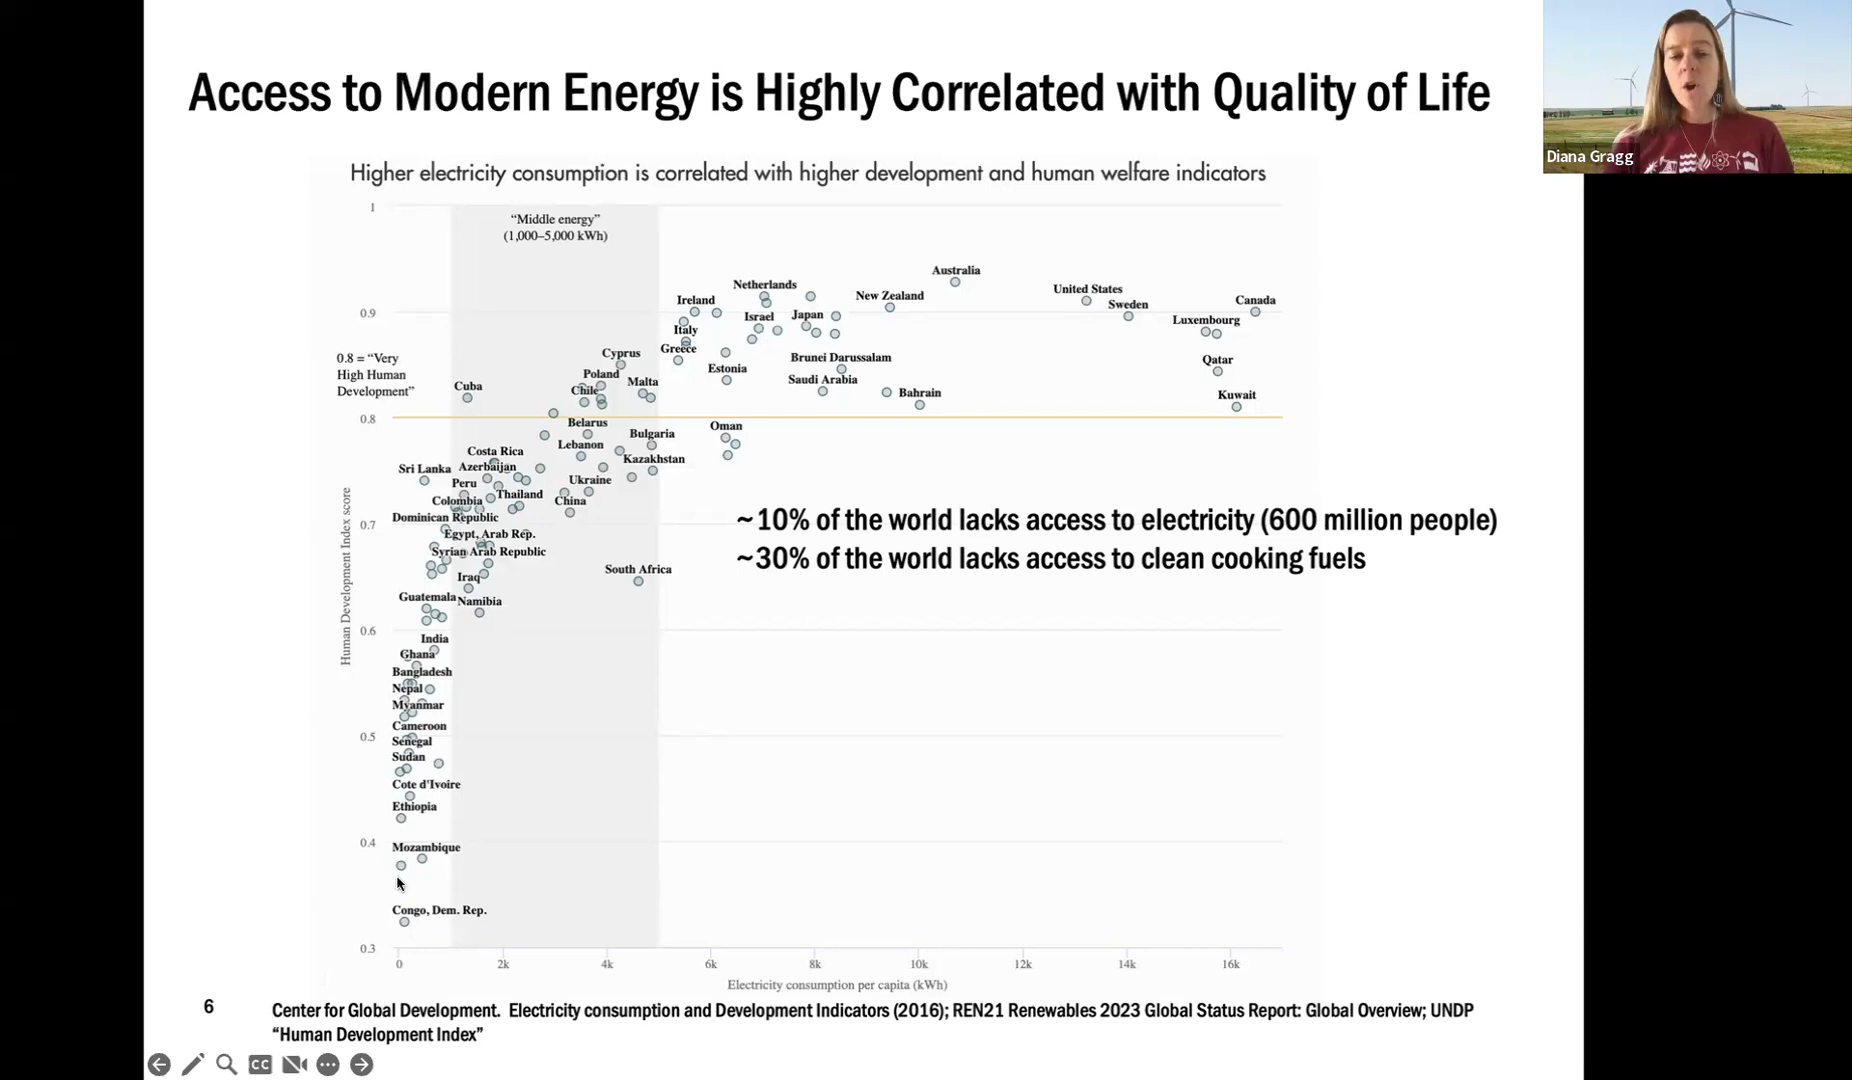 Access to Modern Energy is Highly Correlated with Quality of Life
Diana Gragg
Higher electricity consumption is correlated with higher development and human welfare indicators
1
"Middle energy"
(1,000–5,000 kWh)
Australia
Netherlands
United States
New Zealand
Ireland
Canada
Sweden
0.9
Israel
Japan
Luxembourg
Italy
Greece
Cyprus
0.8 = "Very
High Human
Development"
Brunei Darussalam
Qatar
Estonia
Poland
Saudi Arabia
Malta
Cuba
Chile
Bahrain
Kuwait
0.8
Belarus
Oman
Bulgaria
Lebanon
Costa Rica
Kazakhstan
Sri Lanka
Azerbaijan
Ukraine
Peru
Thailand
Colombia
China
Dominican Republic
0.7
~10% of the world lacks access to electricity (600 million people)
Egypt, Arab Rep.
Syrian Arab Republic
~30% of the world lacks access to clean cooking fuels
South Africa
Iraq
Guatemala
Namibia
Human Development Index score
0.6
India
Ghana
Bangladesh
Nepal
Myanmar
Cameroon
0.5
Senegal
Sudan
Cote d'Ivoire
Ethiopia
0.4
Mozambique
Congo, Dem. Rep.
0.3
0 2k 4k 6k 8k 10k 12k 14k 16k
Electricity consumption per capita (kWh)
6
Center for Global Development. Electricity consumption and Development Indicators (2016); REN21 Renewables 2023 Global Status Report: Global Overview; UNDP
"Human Development Index"
CC